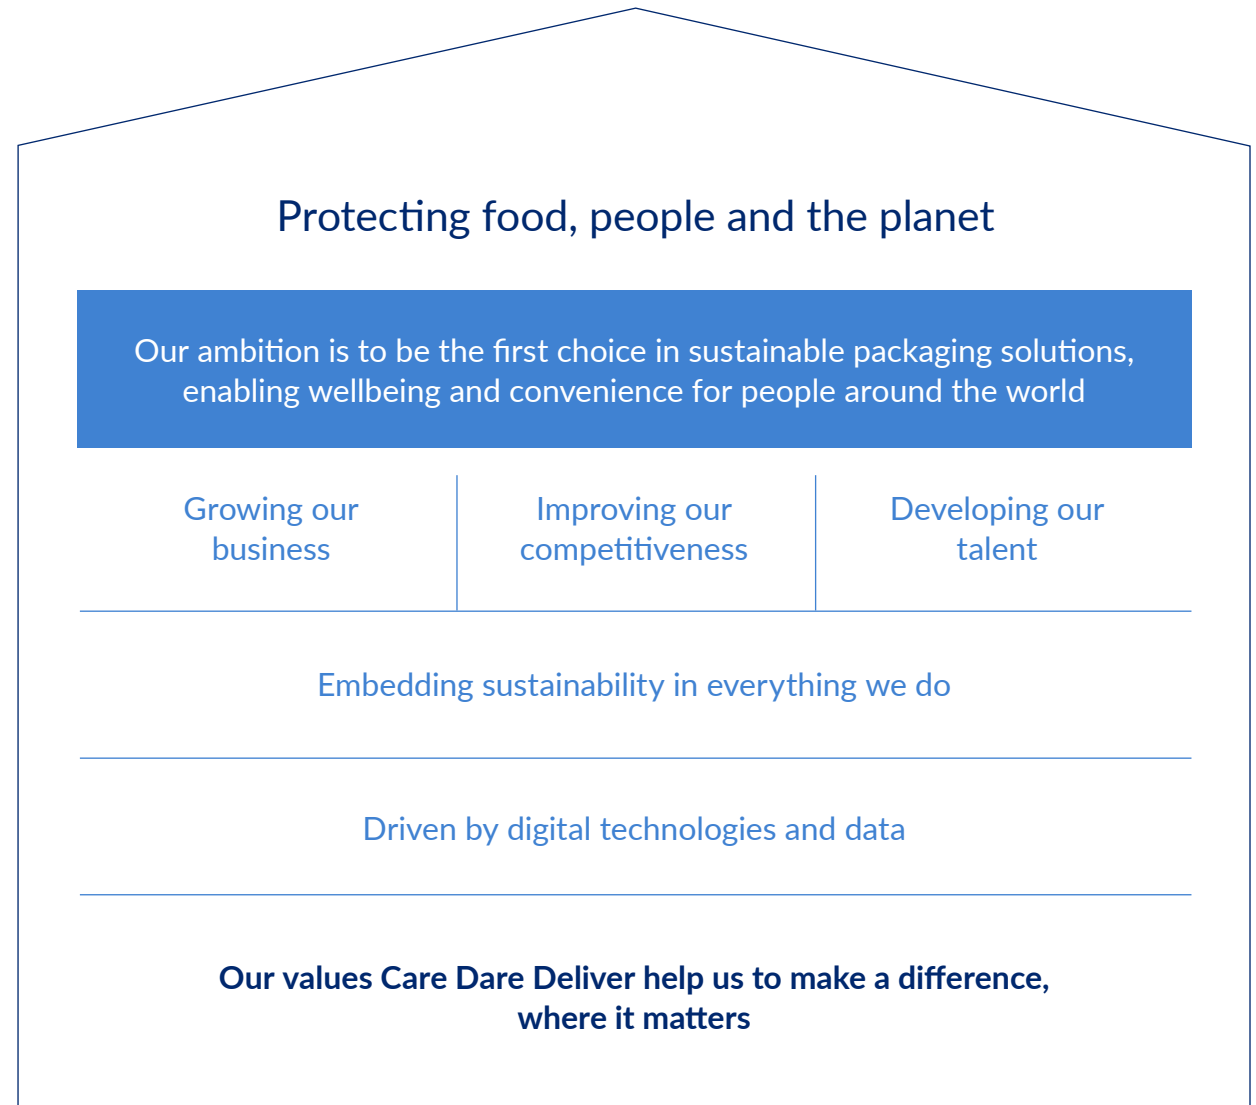 Protecting food, people and the planet
Our ambition is to be the first choice in sustainable packaging solutions,
enabling wellbeing and convenience for people around the world
Growing our
business
Improving our
competitiveness
Developing our
talent
Embedding sustainability in everything we do
Driven by digital technologies and data
Our values Care Dare Deliver help us to make a difference,
where it matters